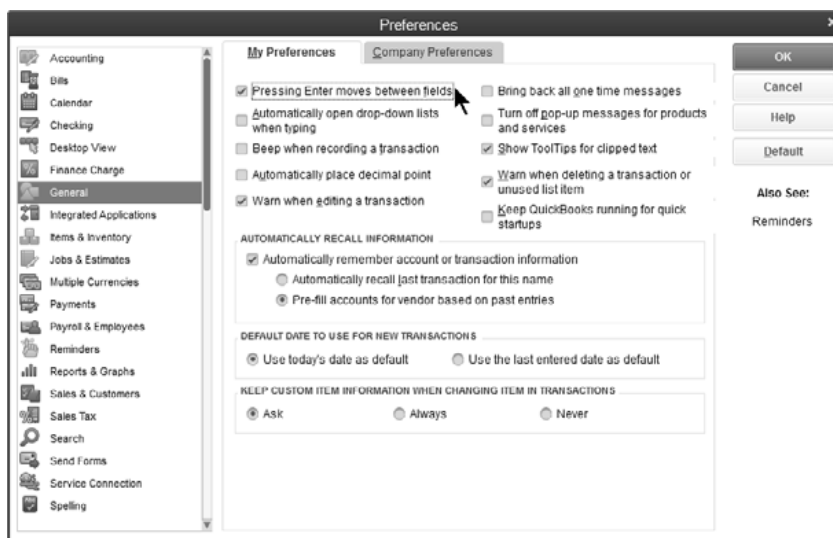 Preferences
Accounting
Bills
Calendar
Checking
Desktop View
Finance Charge
General
Integrated Applications
Items & Inventory
Jobs & Estimates
Multiple Currencies
Payments
Payroll & Employees
Reminders
Reports & Graphs
Sales & Customers
Sales Tax
Search
Send Forms
Service Connection
Spelling
My Preferences
Company Preferences
Pressing Enter moves between fields
Automatically open drop-down lists
when typing
Beep when recording a transaction
Automatically place decimal point
Warn when editing a transaction
Bring back all one time messages
Turn off pop-up messages for products
and services
Show ToolTips for clipped text
Warn when deleting a transaction or
unused list item
Keep QuickBooks running for quick
startups
AUTOMATICALLY RECALL INFORMATION
Automatically remember account or transaction information
Automatically recall last transaction for this name
Pre-fill accounts for vendor based on past entries
DEFAULT DATE TO USE FOR NEW TRANSACTIONS
Use today's date as default
Use the last entered date as default
KEEP CUSTOM ITEM INFORMATION WHEN CHANGING ITEM IN TRANSACTIONS
Ask
Always
Never
OK
Cancel
Help
Default
Also See:
Reminders